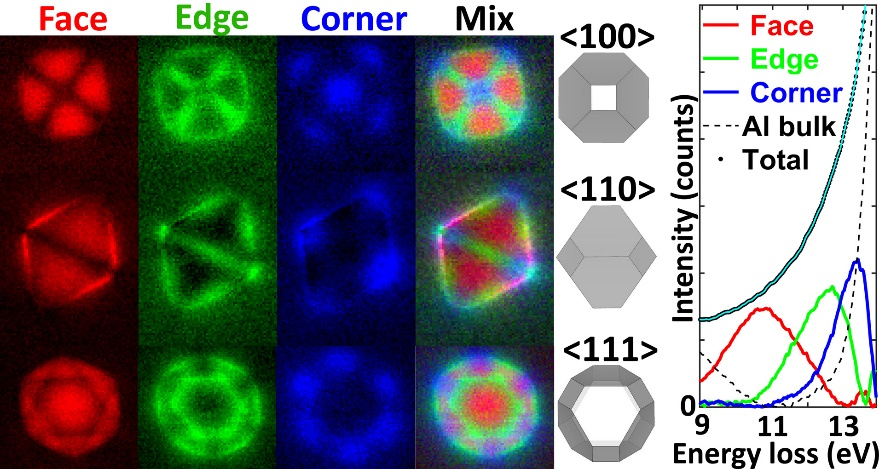 Face Edge Corner Mix
<100>
<110>
<111>
Intensity (counts)
Face
Edge
Corner
Al bulk
Total
0
9 11 13
Energy loss (eV)